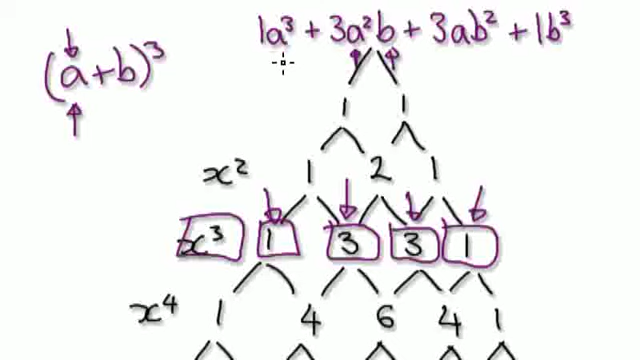 1a³ + 3a²b + 3ab² + 1b³
(a+b)³
1 1
x² 1 2 1
x³ 1 3 3 1
x⁴ 1 4 6 4 1